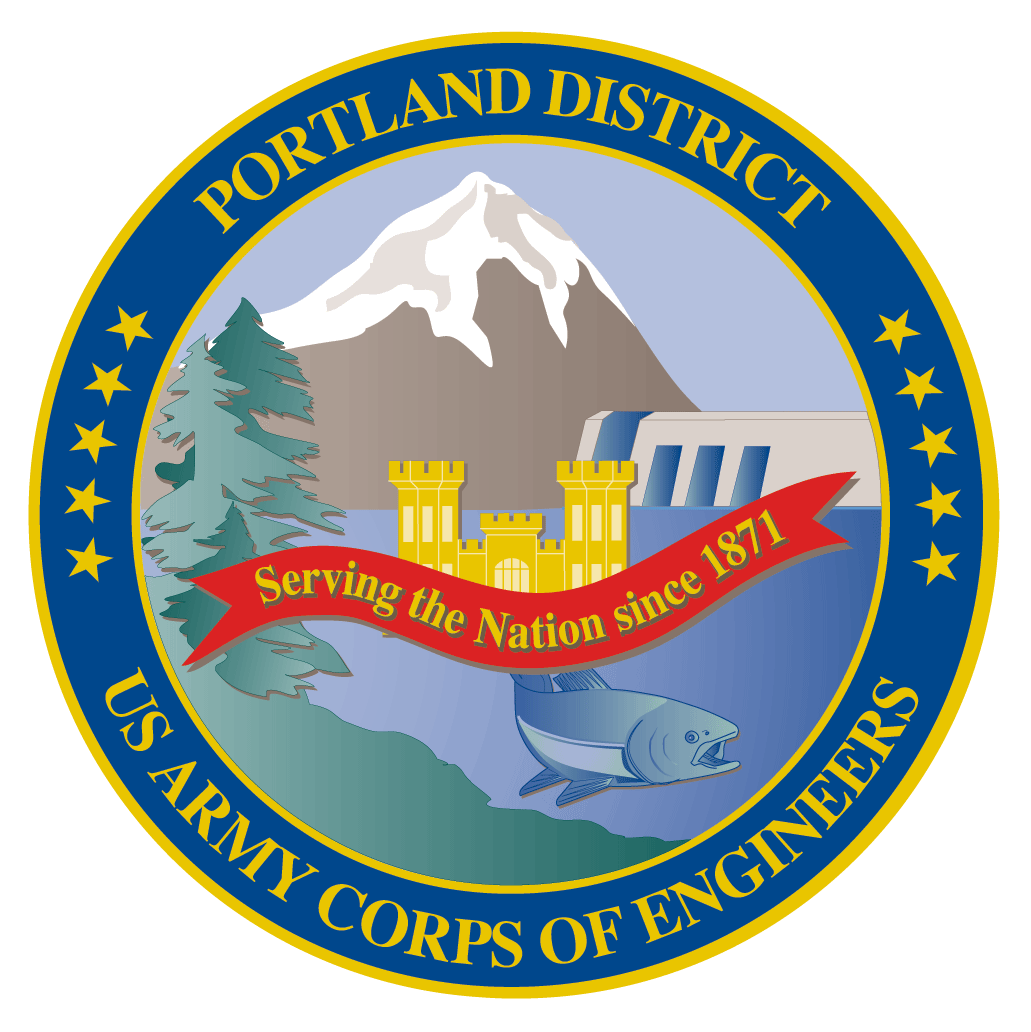 PORTLAND DISTRICT
Serving the Nation since 1871
US ARMY CORPS OF ENGINEERS